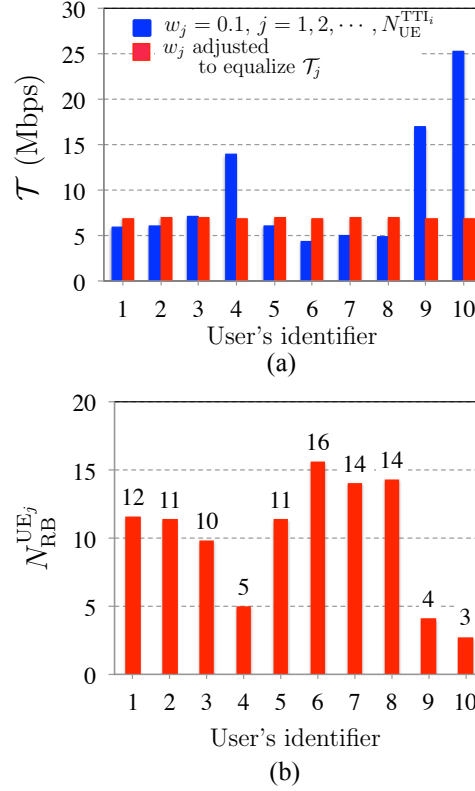 30
25
20
15
10
5
0
𝒯 (Mbps)
w_j = 0.1, j = 1, 2, ⋯ , N_UE^{TTI_i}
w_j adjusted
to equalize 𝒯_j
1 2 3 4 5 6 7 8 9 10
User's identifier
(a)
20
15
10
5
0
N_RB^{UE_j}
12 11 10 5 11 16 14 14 4 3
1 2 3 4 5 6 7 8 9 10
User's identifier
(b)